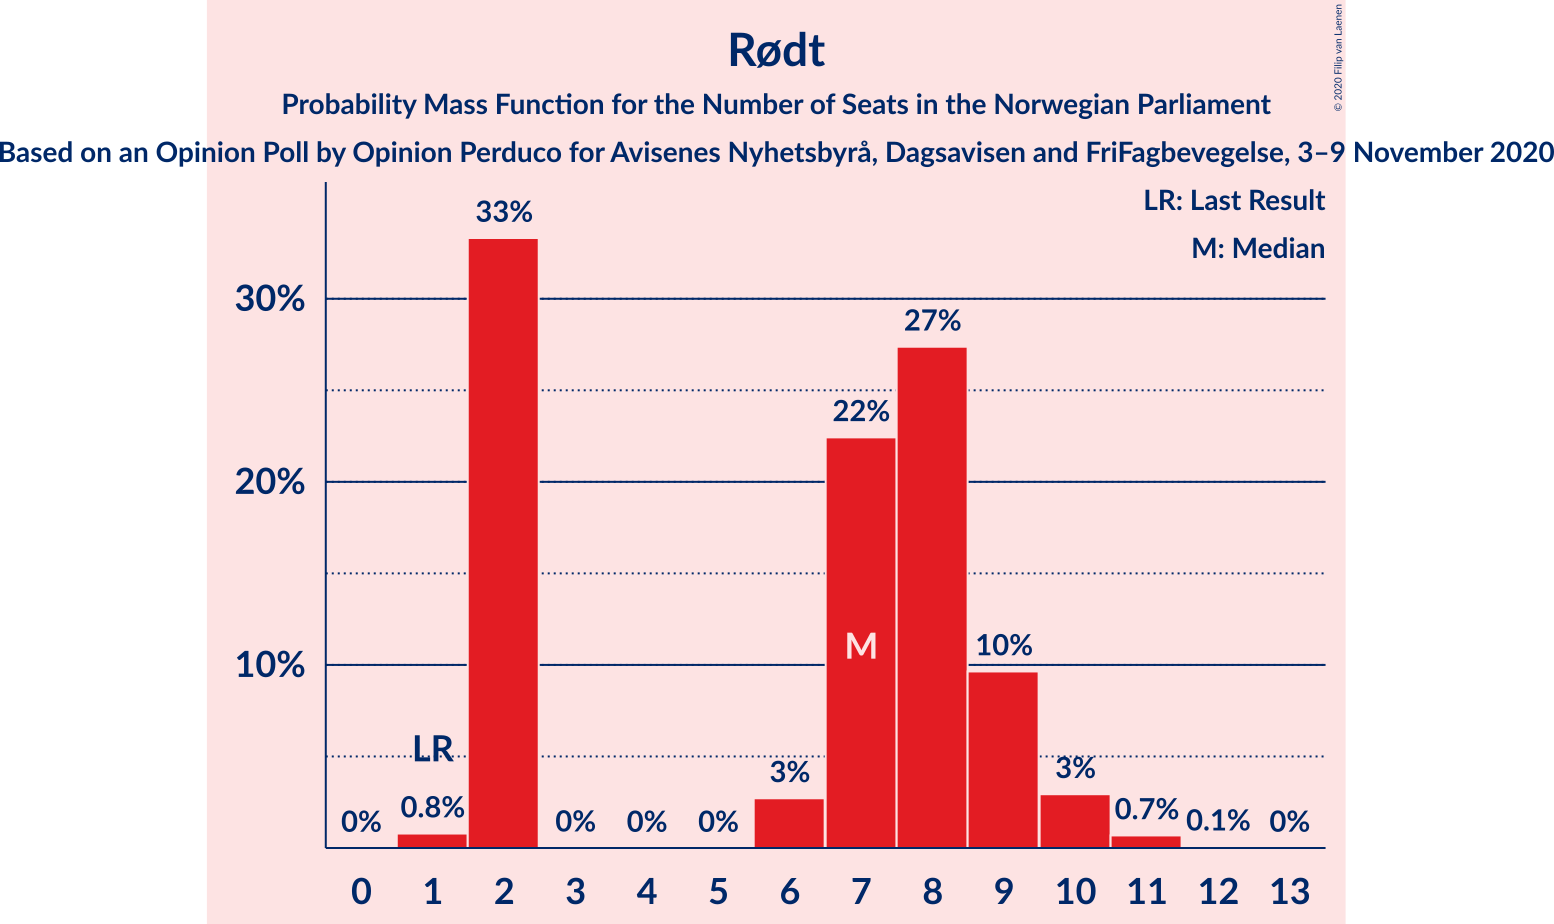 Rødt
Probability Mass Function for the Number of Seats in the Norwegian Parliament
Based on an Opinion Poll by Opinion Perduco for Avisenes Nyhetsbyrå, Dagsavisen and FriFagbevegelse, 3–9 November 2020
© 2020 Filip van Laenen
LR: Last Result
M: Median
33%
30%
27%
22%
20%
M
10%
10%
LR
3%
3%
0%
0.8%
0%
0%
0%
0.7%
0.1%
0%
0 1 2 3 4 5 6 7 8 9 10 11 12 13